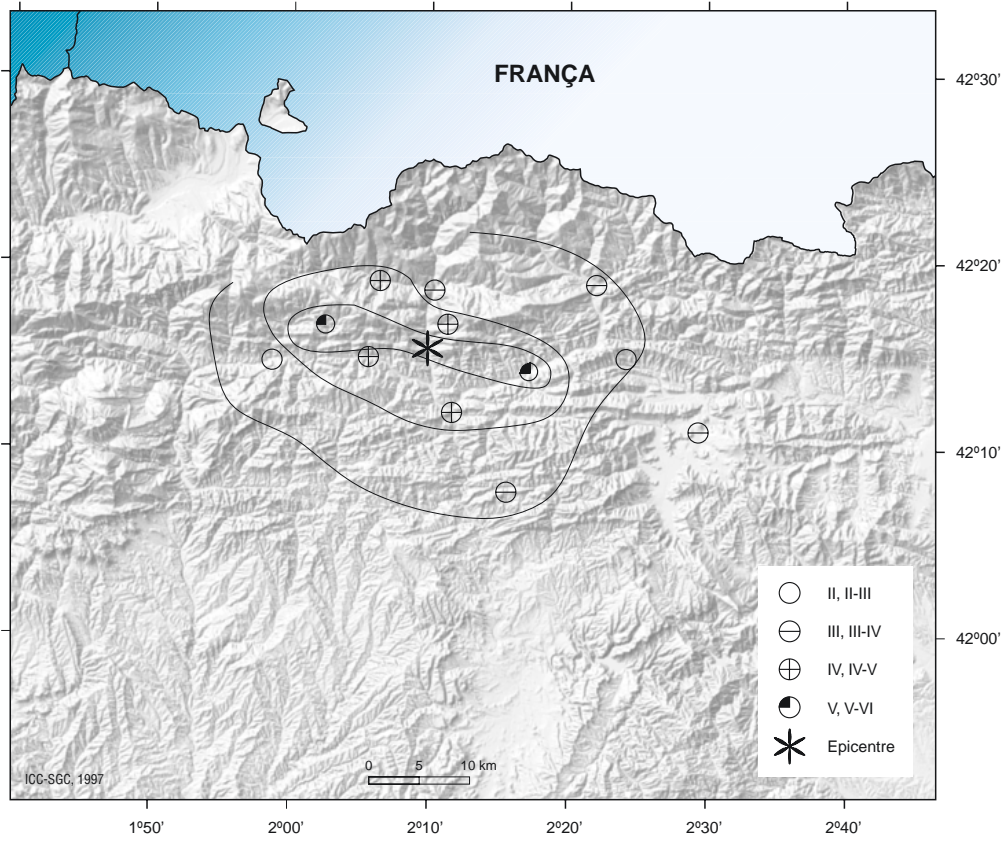 FRANÇA
42º30'
42º20'
42º10'
42º00'
II, II-III
III, III-IV
IV, IV-V
V, V-VI
Epicentre
0 5 10 km
ICC-SGC, 1997
1º50' 2º00' 2º10' 2º20' 2º30' 2º40'